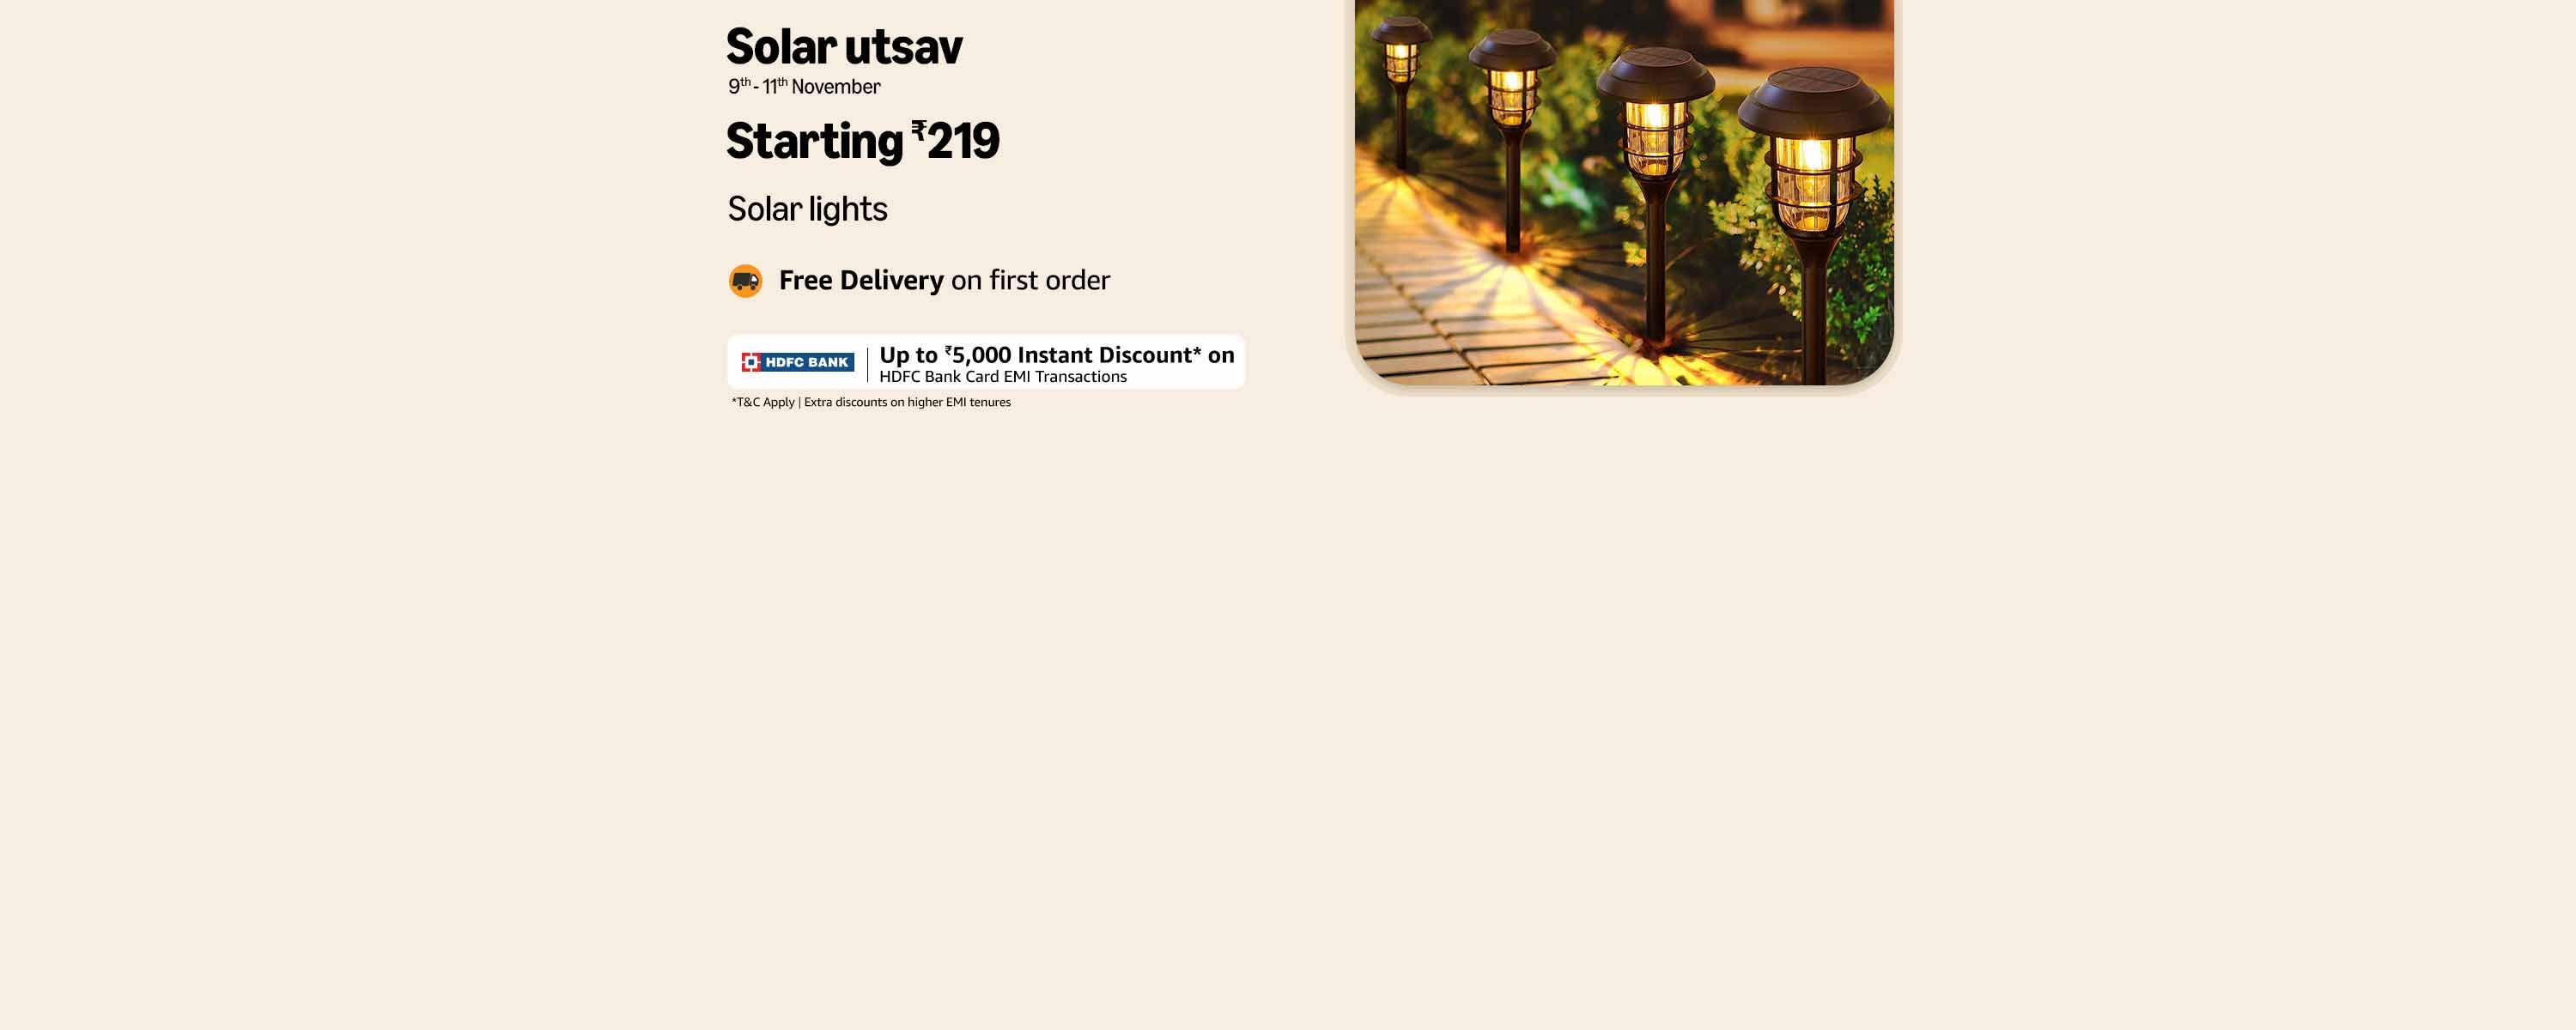 Solar utsav
9th - 11th November
Starting ₹219
Solar lights
Free Delivery on first order
HDFC BANK
Up to ₹5,000 Instant Discount* on
HDFC Bank Card EMI Transactions
*T&C Apply | Extra discounts on higher EMI tenures